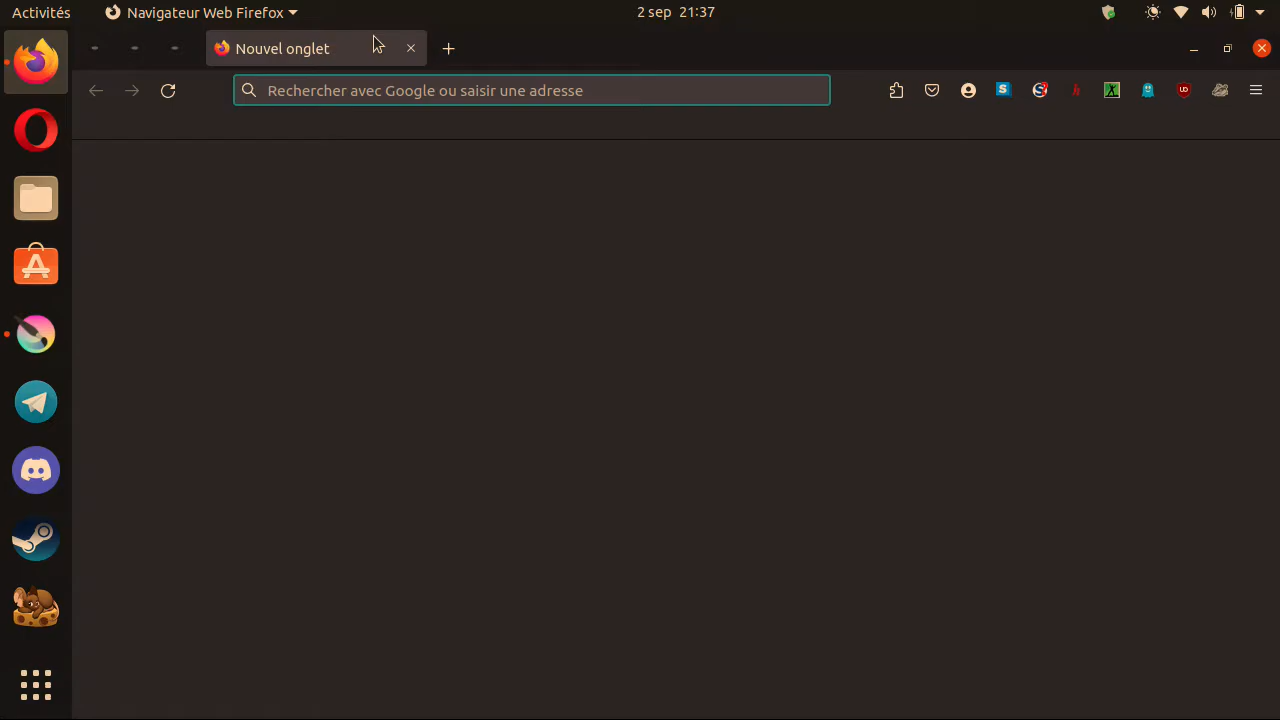 Activités
Navigateur Web Firefox
2 sep 21:37
Nouvel onglet
Rechercher avec Google ou saisir une adresse